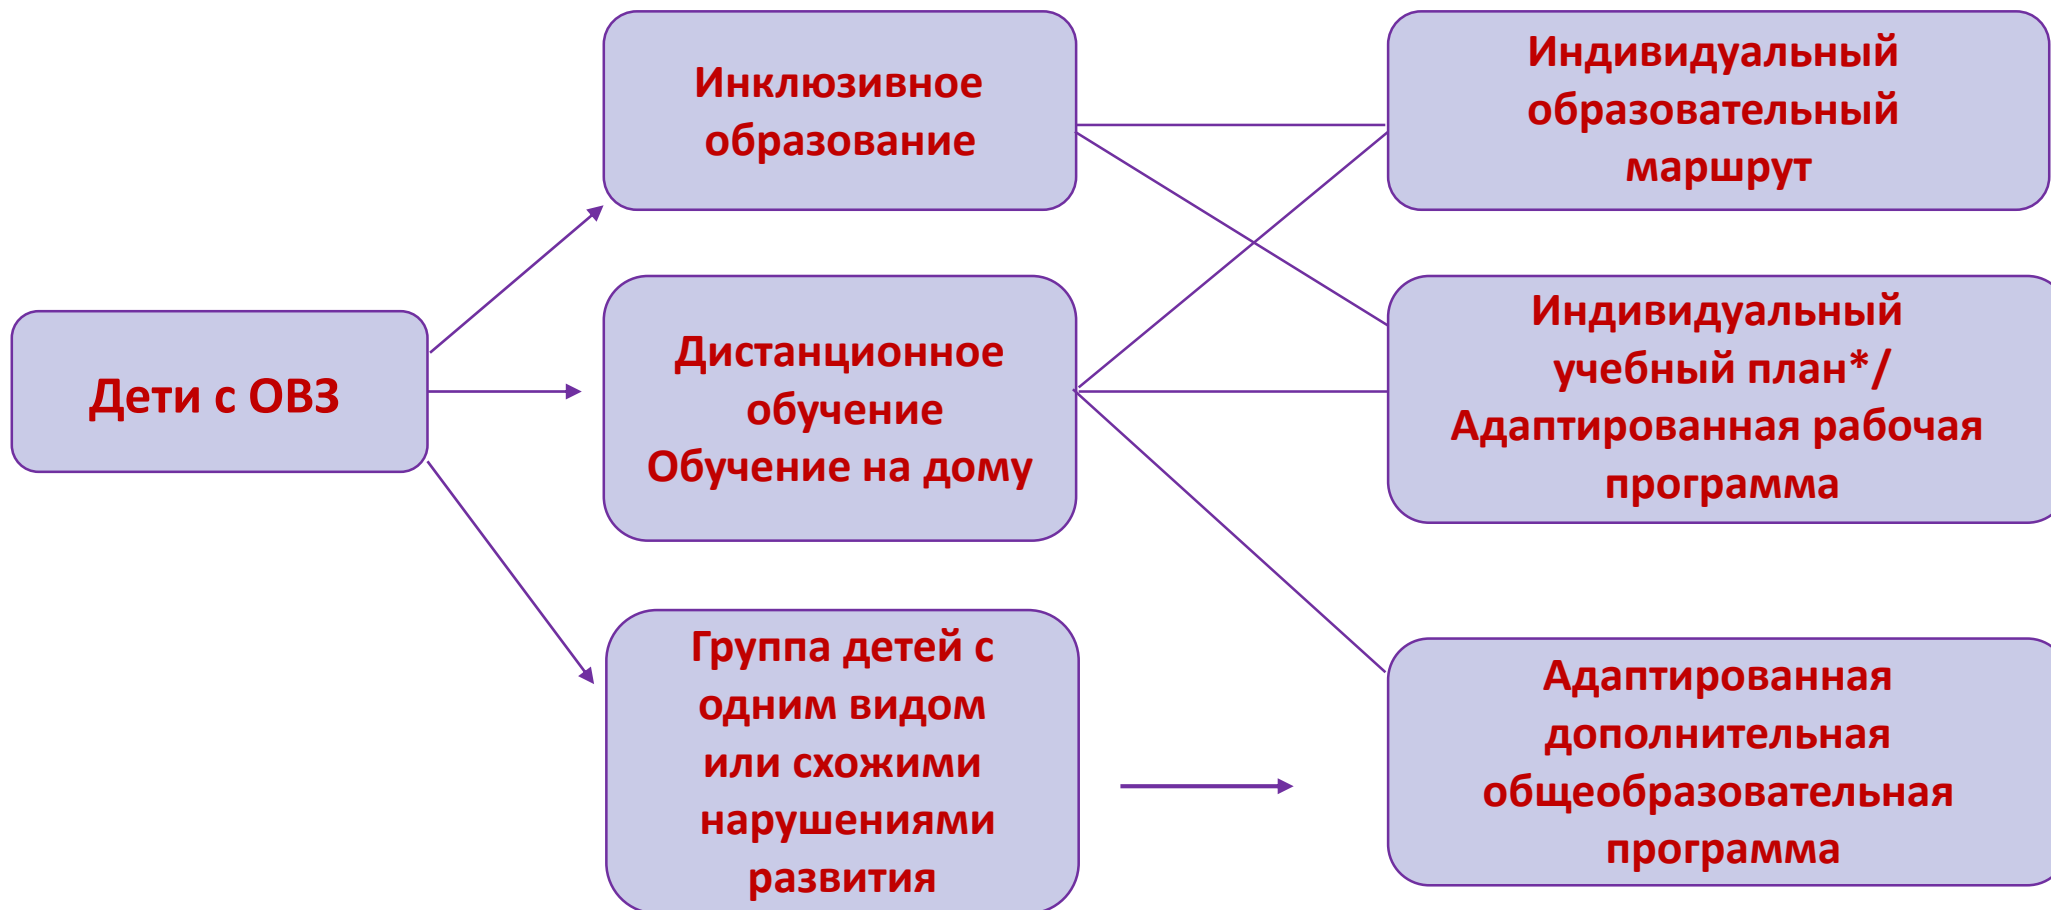 Дети с ОВЗ
Инклюзивное
образование
Дистанционное
обучение
Обучение на дому
Группа детей с
одним видом
или схожими
нарушениями
развития
Индивидуальный
образовательный
маршрут
Индивидуальный
учебный план*/
Адаптированная рабочая
программа
Адаптированная
дополнительная
общеобразовательная
программа